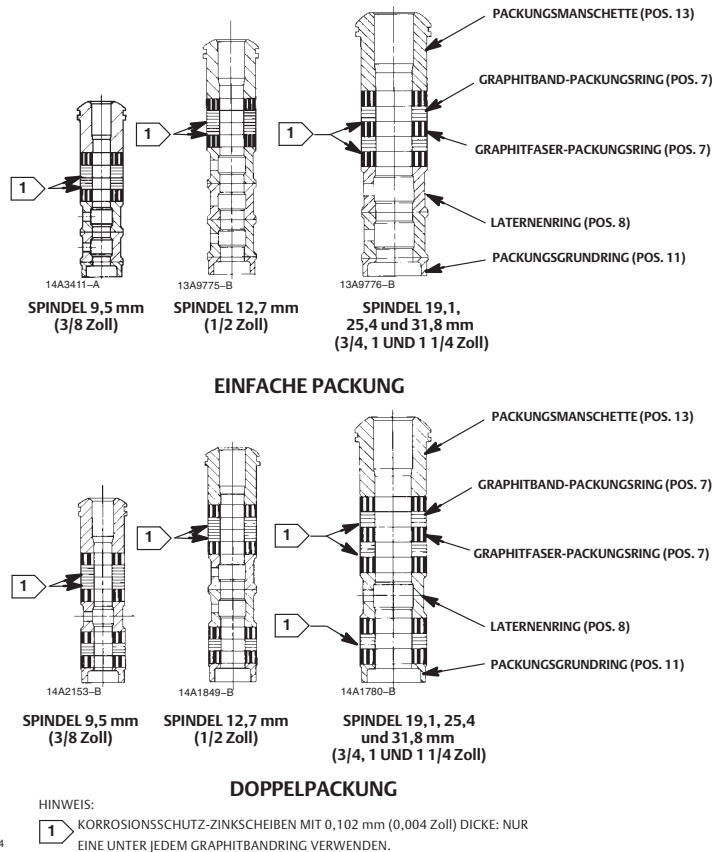 PACKUNGSMANSCHETTE (POS. 13)
GRAPHITBAND-PACKUNGSRING (POS. 7)
GRAPHITFASER-PACKUNGSRING (POS. 7)
LATERNENRING (POS. 8)
PACKUNGSGRUNDRING (POS. 11)
1
1
1
14A3411–A
13A9775–B
13A9776–B
SPINDEL 9,5 mm
(3/8 Zoll)
SPINDEL 12,7 mm
(1/2 Zoll)
SPINDEL 19,1,
25,4 und 31,8 mm
(3/4, 1 UND 1 1/4 Zoll)
EINFACHE PACKUNG
PACKUNGSMANSCHETTE (POS. 13)
GRAPHITBAND-PACKUNGSRING (POS. 7)
GRAPHITFASER-PACKUNGSRING (POS. 7)
LATERNENRING (POS. 8)
PACKUNGSGRUNDRING (POS. 11)
1
1
1
1
14A2153–B
14A1849–B
14A1780–B
SPINDEL 9,5 mm
(3/8 Zoll)
SPINDEL 12,7 mm
(1/2 Zoll)
SPINDEL 19,1, 25,4
und 31,8 mm
(3/4, 1 UND 1 1/4 Zoll)
DOPPELPACKUNG
HINWEIS:
1 KORROSIONSSCHUTZ-ZINKSCHEIBEN MIT 0,102 mm (0,004 Zoll) DICKE: NUR
EINE UNTER JEDEM GRAPHITBANDRING VERWENDEN.
4